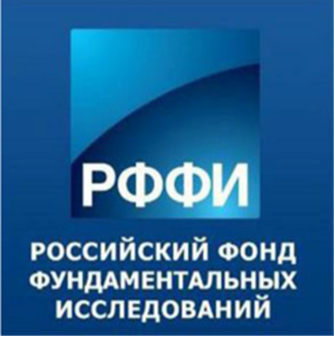 РФФИ
РОССИЙСКИЙ ФОНД
ФУНДАМЕНТАЛЬНЫХ
ИССЛЕДОВАНИЙ